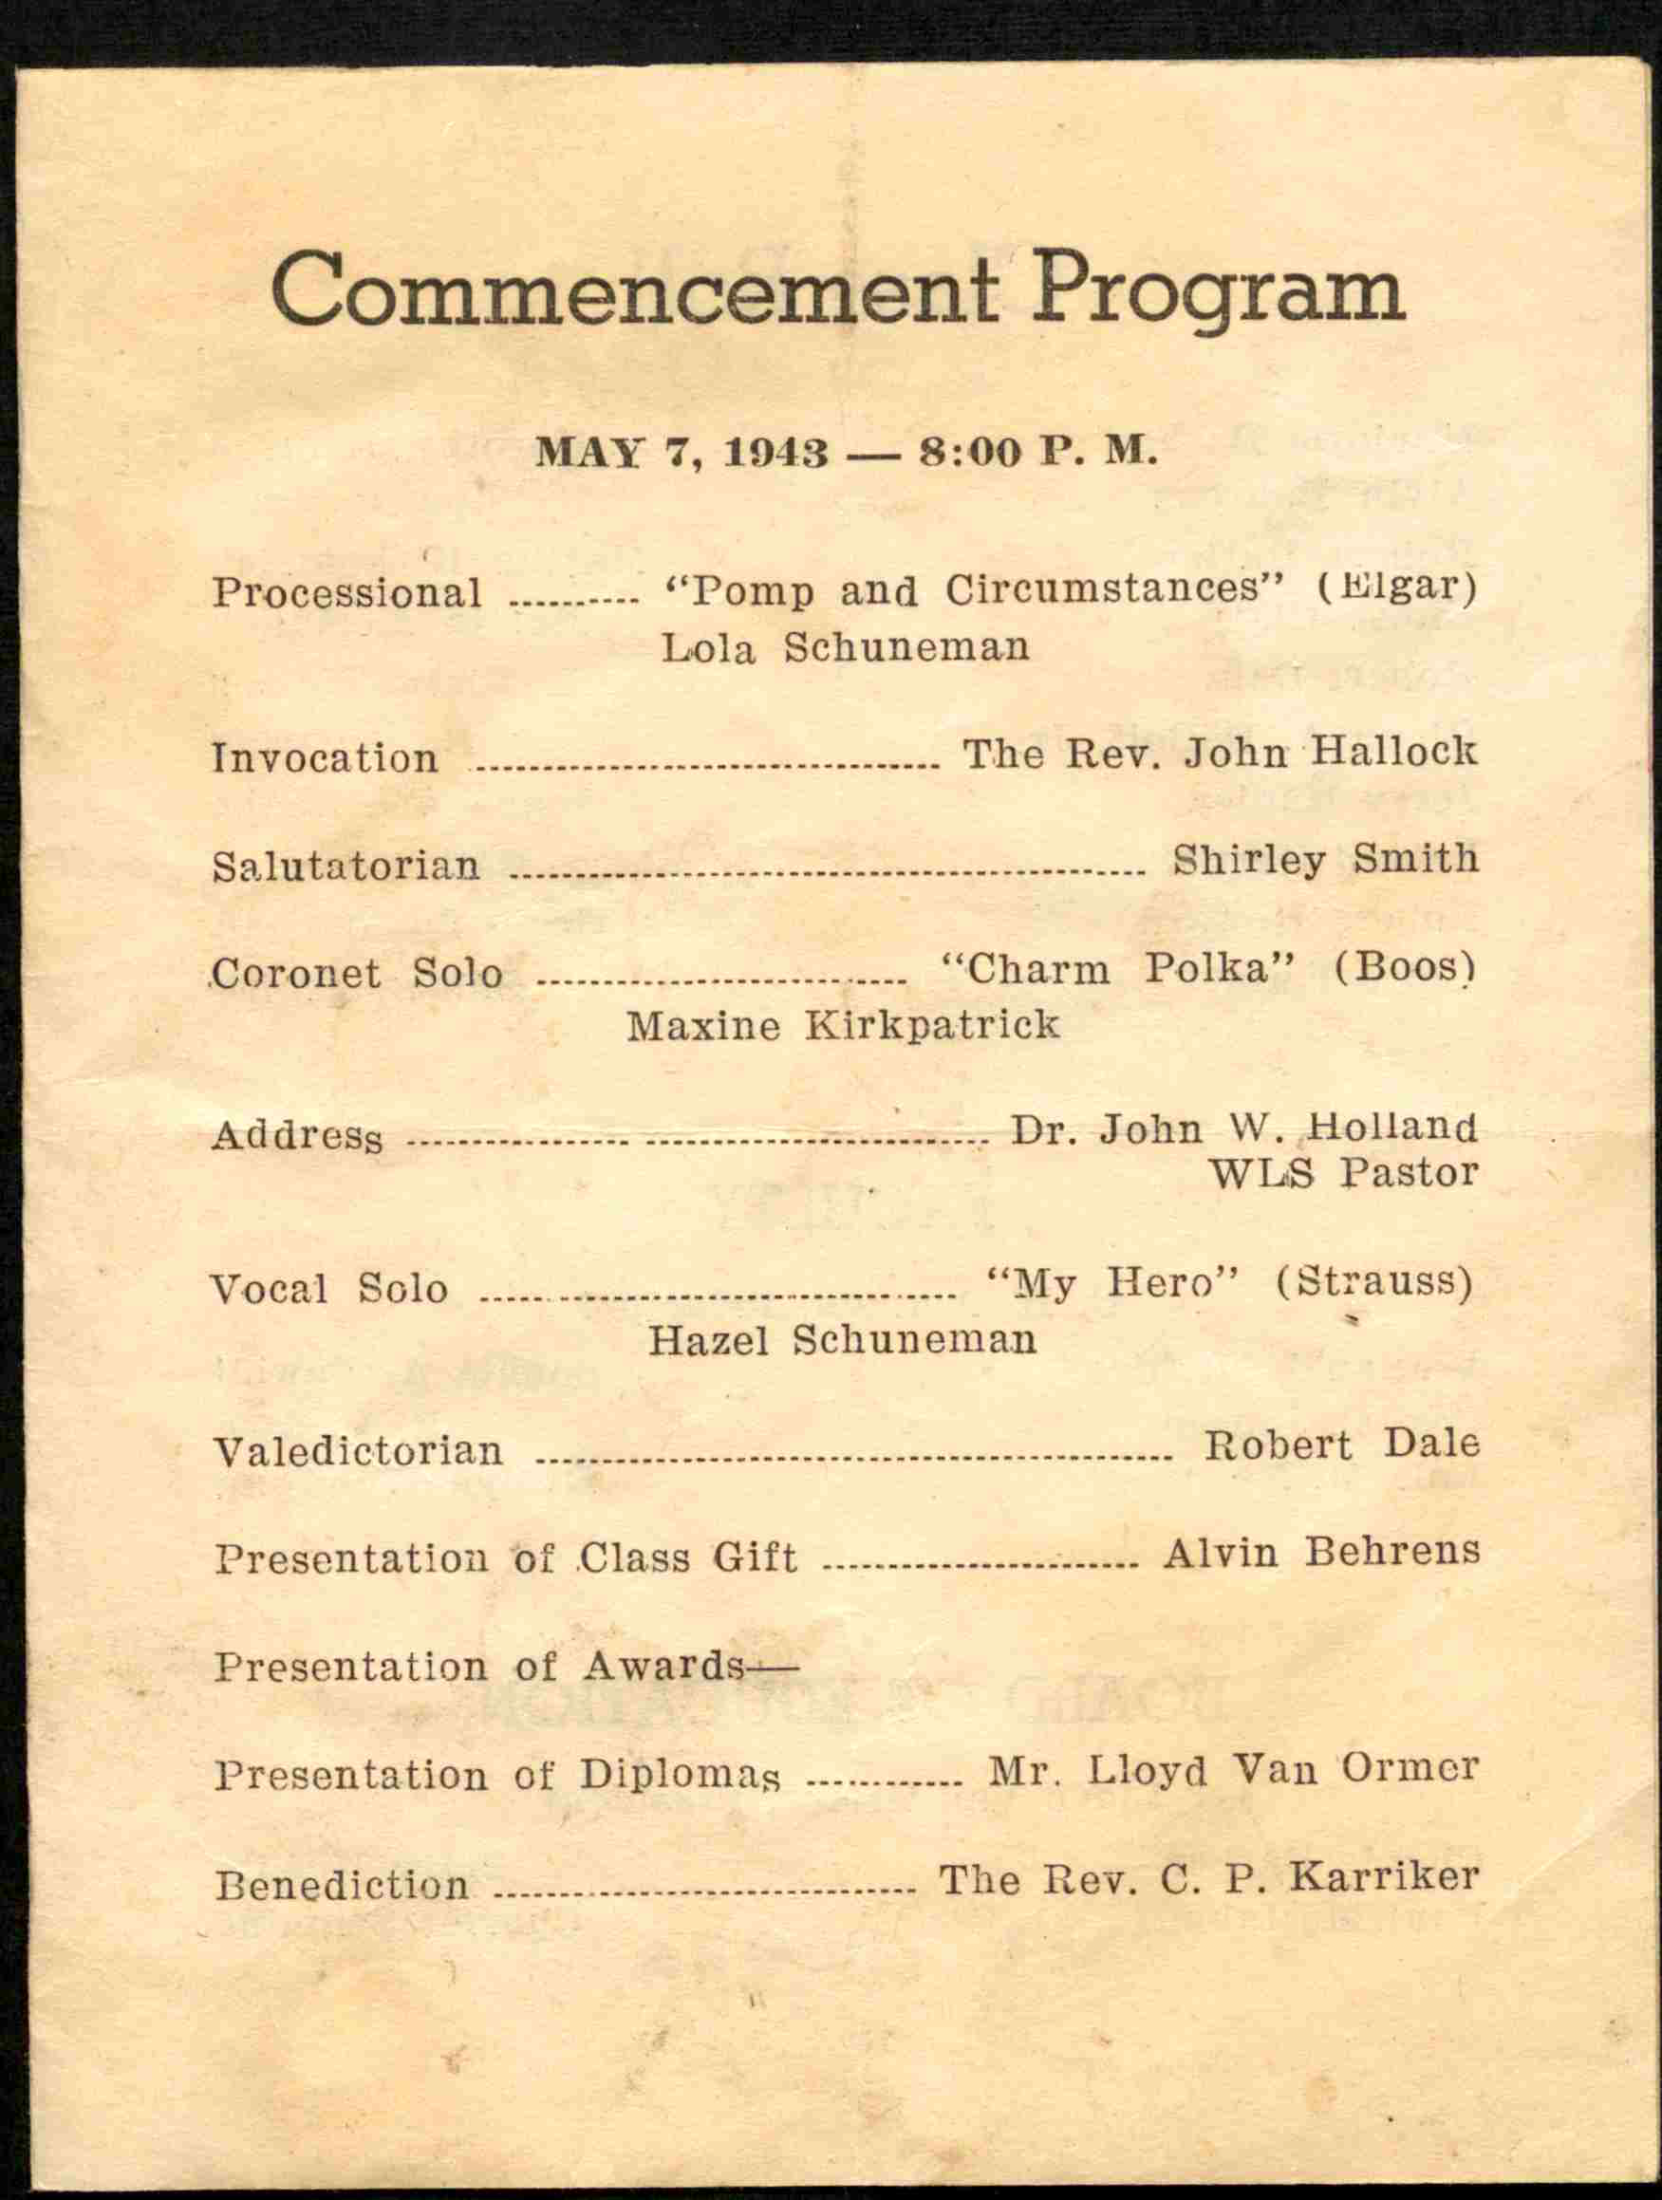 Commencement Program
MAY 7, 1943 — 8:00 P. M.
Processional .......... “Pomp and Circumstances” (Elgar)
Lola Schuneman
Invocation .................................... The Rev. John Hallock
Salutatorian ................................................ Shirley Smith
Coronet Solo ............................ “Charm Polka” (Boos)
Maxine Kirkpatrick
Address ............................................ Dr. John W. Holland
WLS Pastor
Vocal Solo .................................... “My Hero” (Strauss)
Hazel Schuneman
Valedictorian ................................................ Robert Dale
Presentation of Class Gift ........................ Alvin Behrens
Presentation of Awards—
Presentation of Diplomas ............ Mr. Lloyd Van Ormer
Benediction ................................ The Rev. C. P. Karriker